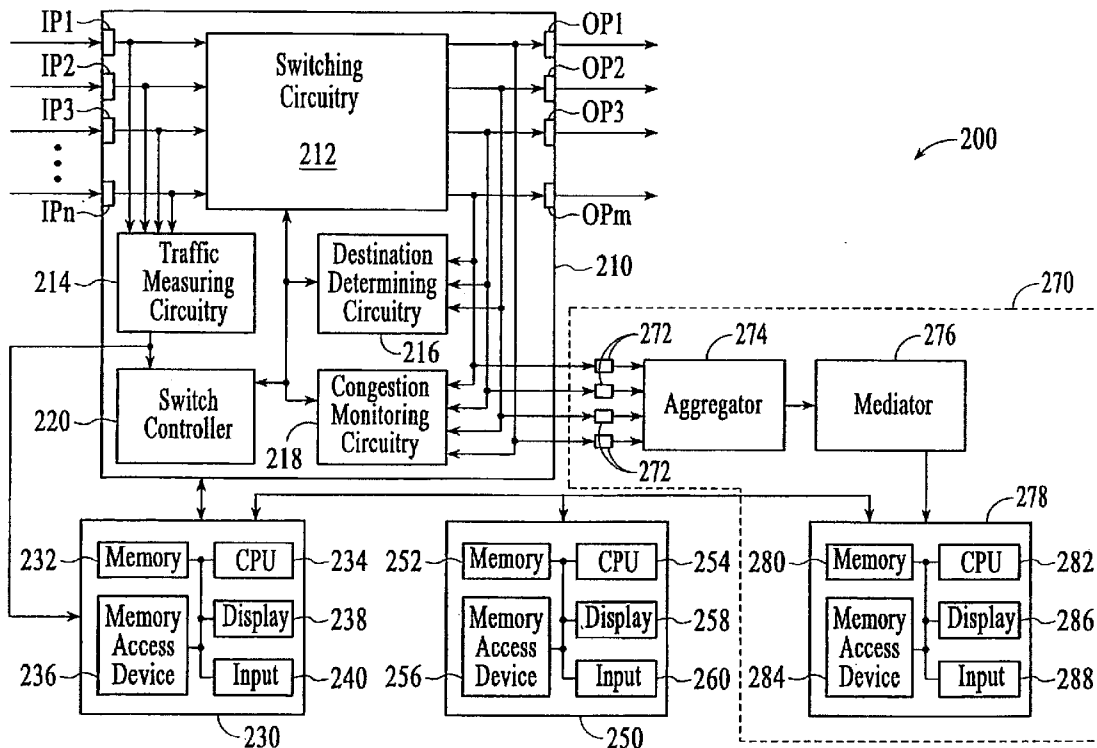 IP1
IP2
IP3
IPn
Switching
Circuitry
212
OP1
OP2
OP3
OPm
200
214
Traffic
Measuring
Circuitry
Destination
Determining
Circuitry
216
210
270
220
Switch
Controller
Congestion
Monitoring
Circuitry
218
272
272
274
Aggregator
276
Mediator
278
232
Memory
CPU
234
Memory
Access
Device
236
Display
238
Input
240
230
252
Memory
CPU
254
Memory
Access
Device
256
Display
258
Input
260
250
280
Memory
CPU
282
Memory
Access
Device
284
Display
286
Input
288